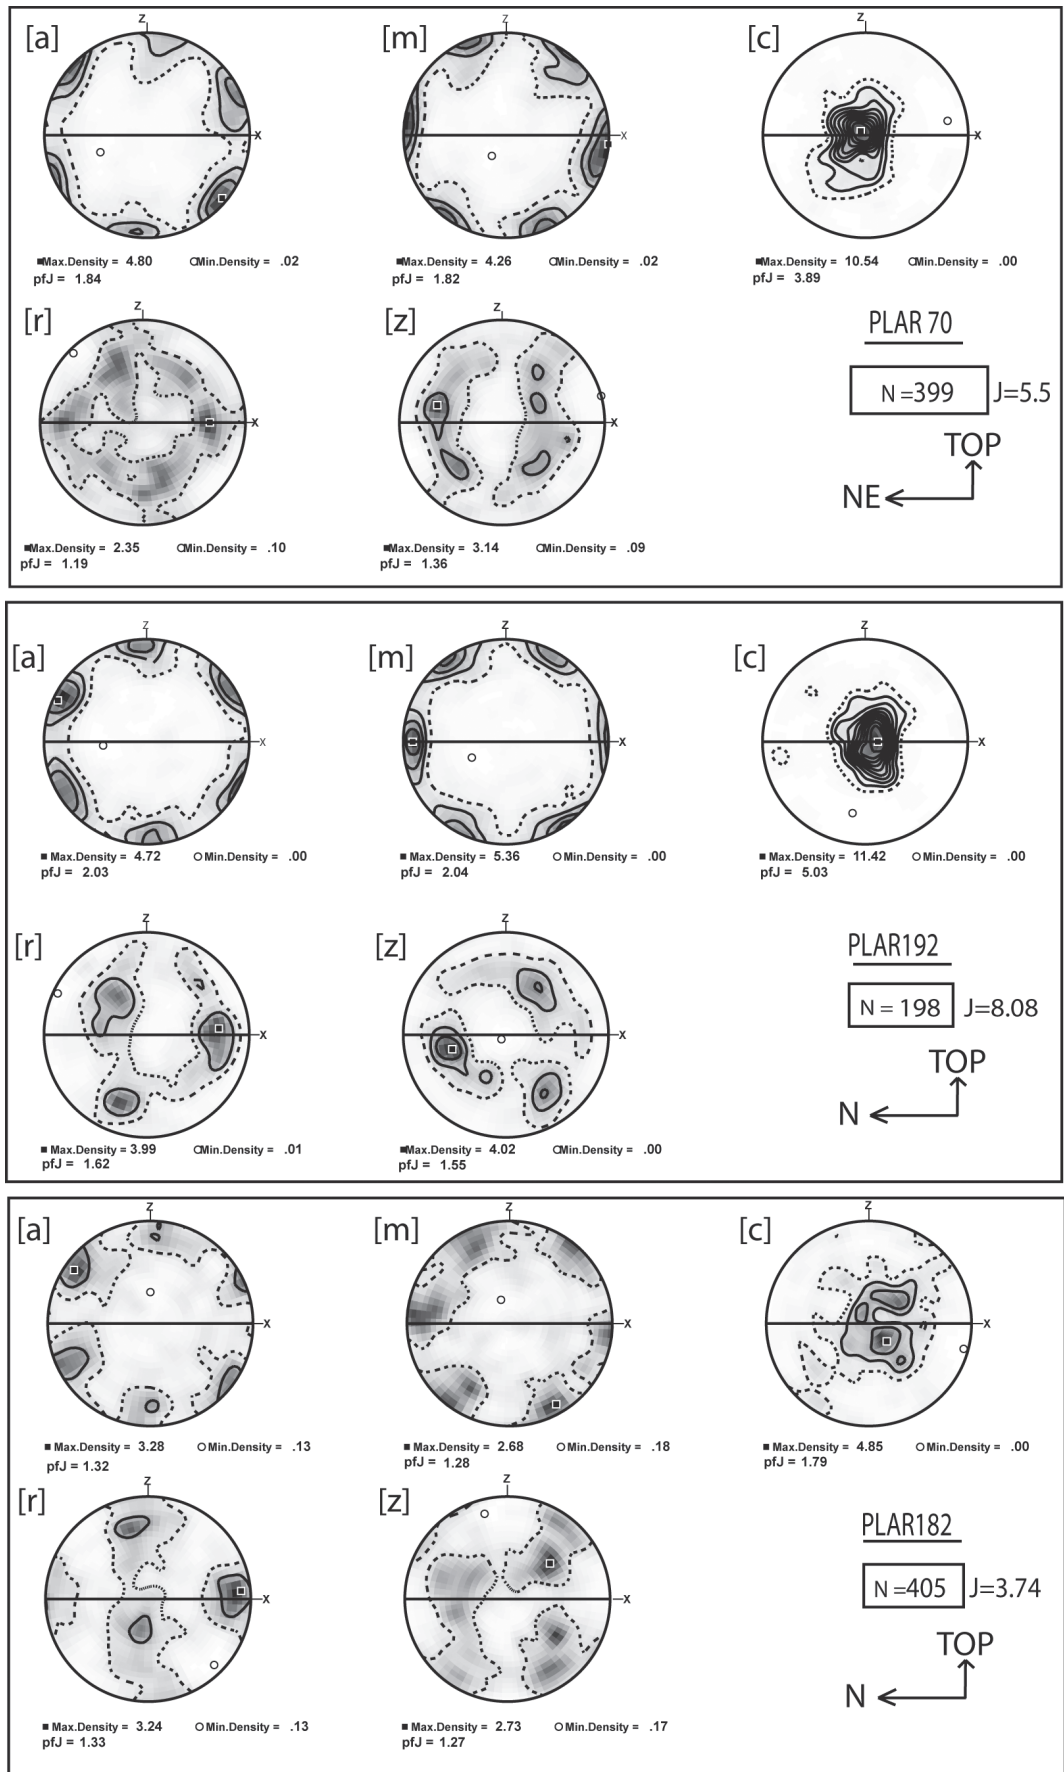 [a] [m] [c]
Z Z Z
X X X
Max.Density = 4.80 Min.Density = .02 Max.Density = 4.26 Min.Density = .02 Max.Density = 10.54 Min.Density = .00
pfJ = 1.84 pfJ = 1.82 pfJ = 3.89
[r] [z] PLAR 70
Z Z
X X
N =399 J=5.5
TOP
NE
Max.Density = 2.35 Min.Density = .10 Max.Density = 3.14 Min.Density = .09
pfJ = 1.19 pfJ = 1.36
[a] [m] [c]
Z Z Z
X X X
Max.Density = 4.72 Min.Density = .00 Max.Density = 5.36 Min.Density = .00 Max.Density = 11.42 Min.Density = .00
pfJ = 2.03 pfJ = 2.04 pfJ = 5.03
[r] [z] PLAR192
Z Z
X X
N = 198 J=8.08
TOP
N
Max.Density = 3.99 Min.Density = .01 Max.Density = 4.02 Min.Density = .00
pfJ = 1.62 pfJ = 1.55
[a] [m] [c]
Z Z Z
X X X
Max.Density = 3.28 Min.Density = .13 Max.Density = 2.68 Min.Density = .18 Max.Density = 4.85 Min.Density = .00
pfJ = 1.32 pfJ = 1.28 pfJ = 1.79
[r] [z] PLAR182
Z Z
X X
N =405 J=3.74
TOP
N
Max.Density = 3.24 Min.Density = .13 Max.Density = 2.73 Min.Density = .17
pfJ = 1.33 pfJ = 1.27